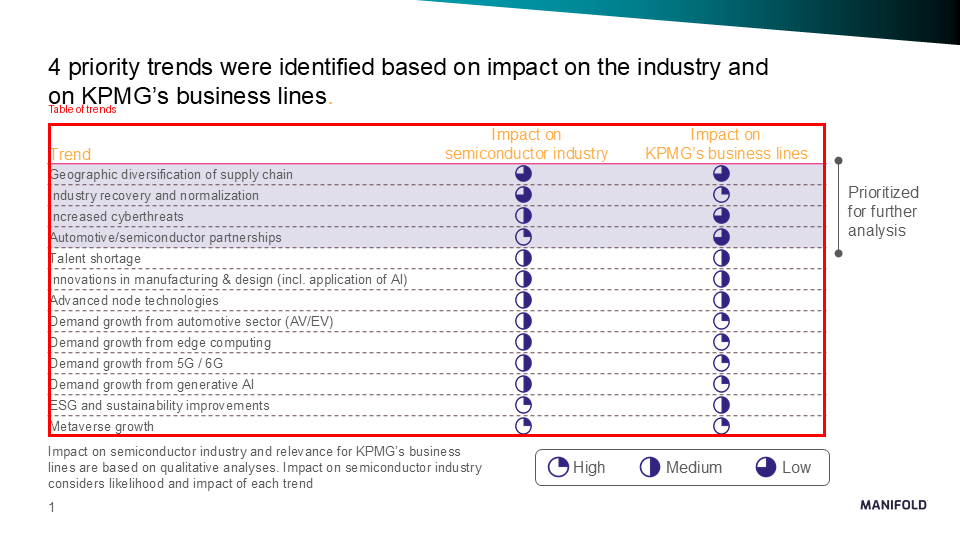 4 priority trends were identified based on impact on the industry and
on KPMG’s business lines.
Table of trends
Trend
Impact on
semiconductor industry
Impact on
KPMG’s business lines
Geographic diversification of supply chain
Industry recovery and normalization
Increased cyberthreats
Automotive/semiconductor partnerships
Talent shortage
Innovations in manufacturing & design (incl. application of AI)
Advanced node technologies
Demand growth from automotive sector (AV/EV)
Demand growth from edge computing
Demand growth from 5G / 6G
Demand growth from generative AI
ESG and sustainability improvements
Metaverse growth
Prioritized
for further
analysis
Impact on semiconductor industry and relevance for KPMG’s business
lines are based on qualitative analyses. Impact on semiconductor industry
considers likelihood and impact of each trend
High
Medium
Low
1
MANIFOLD